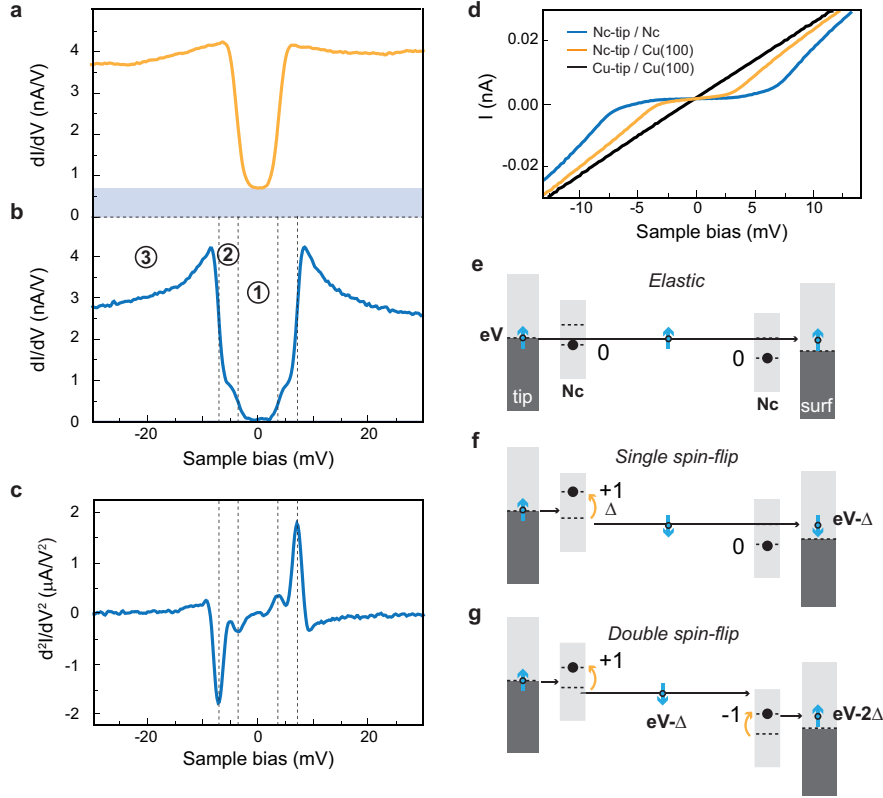 a
dI/dV (nA/V)
4
3
2
1
0
b
dI/dV (nA/V)
4
3
2
1
0
③
②
①
-20
0
20
Sample bias (mV)
c
d²I/dV² (µA/V²)
2
1
0
-1
-2
-20
0
20
Sample bias (mV)
d
I (nA)
0.02
0.00
-0.02
Nc-tip / Nc
Nc-tip / Cu(100)
Cu-tip / Cu(100)
-10
-5
0
5
10
Sample bias (mV)
e
Elastic
eV
0
0
tip
Nc
Nc
surf
f
Single spin-flip
+1
Δ
0
eV-Δ
g
Double spin-flip
+1
eV-Δ
-1
eV-2Δ